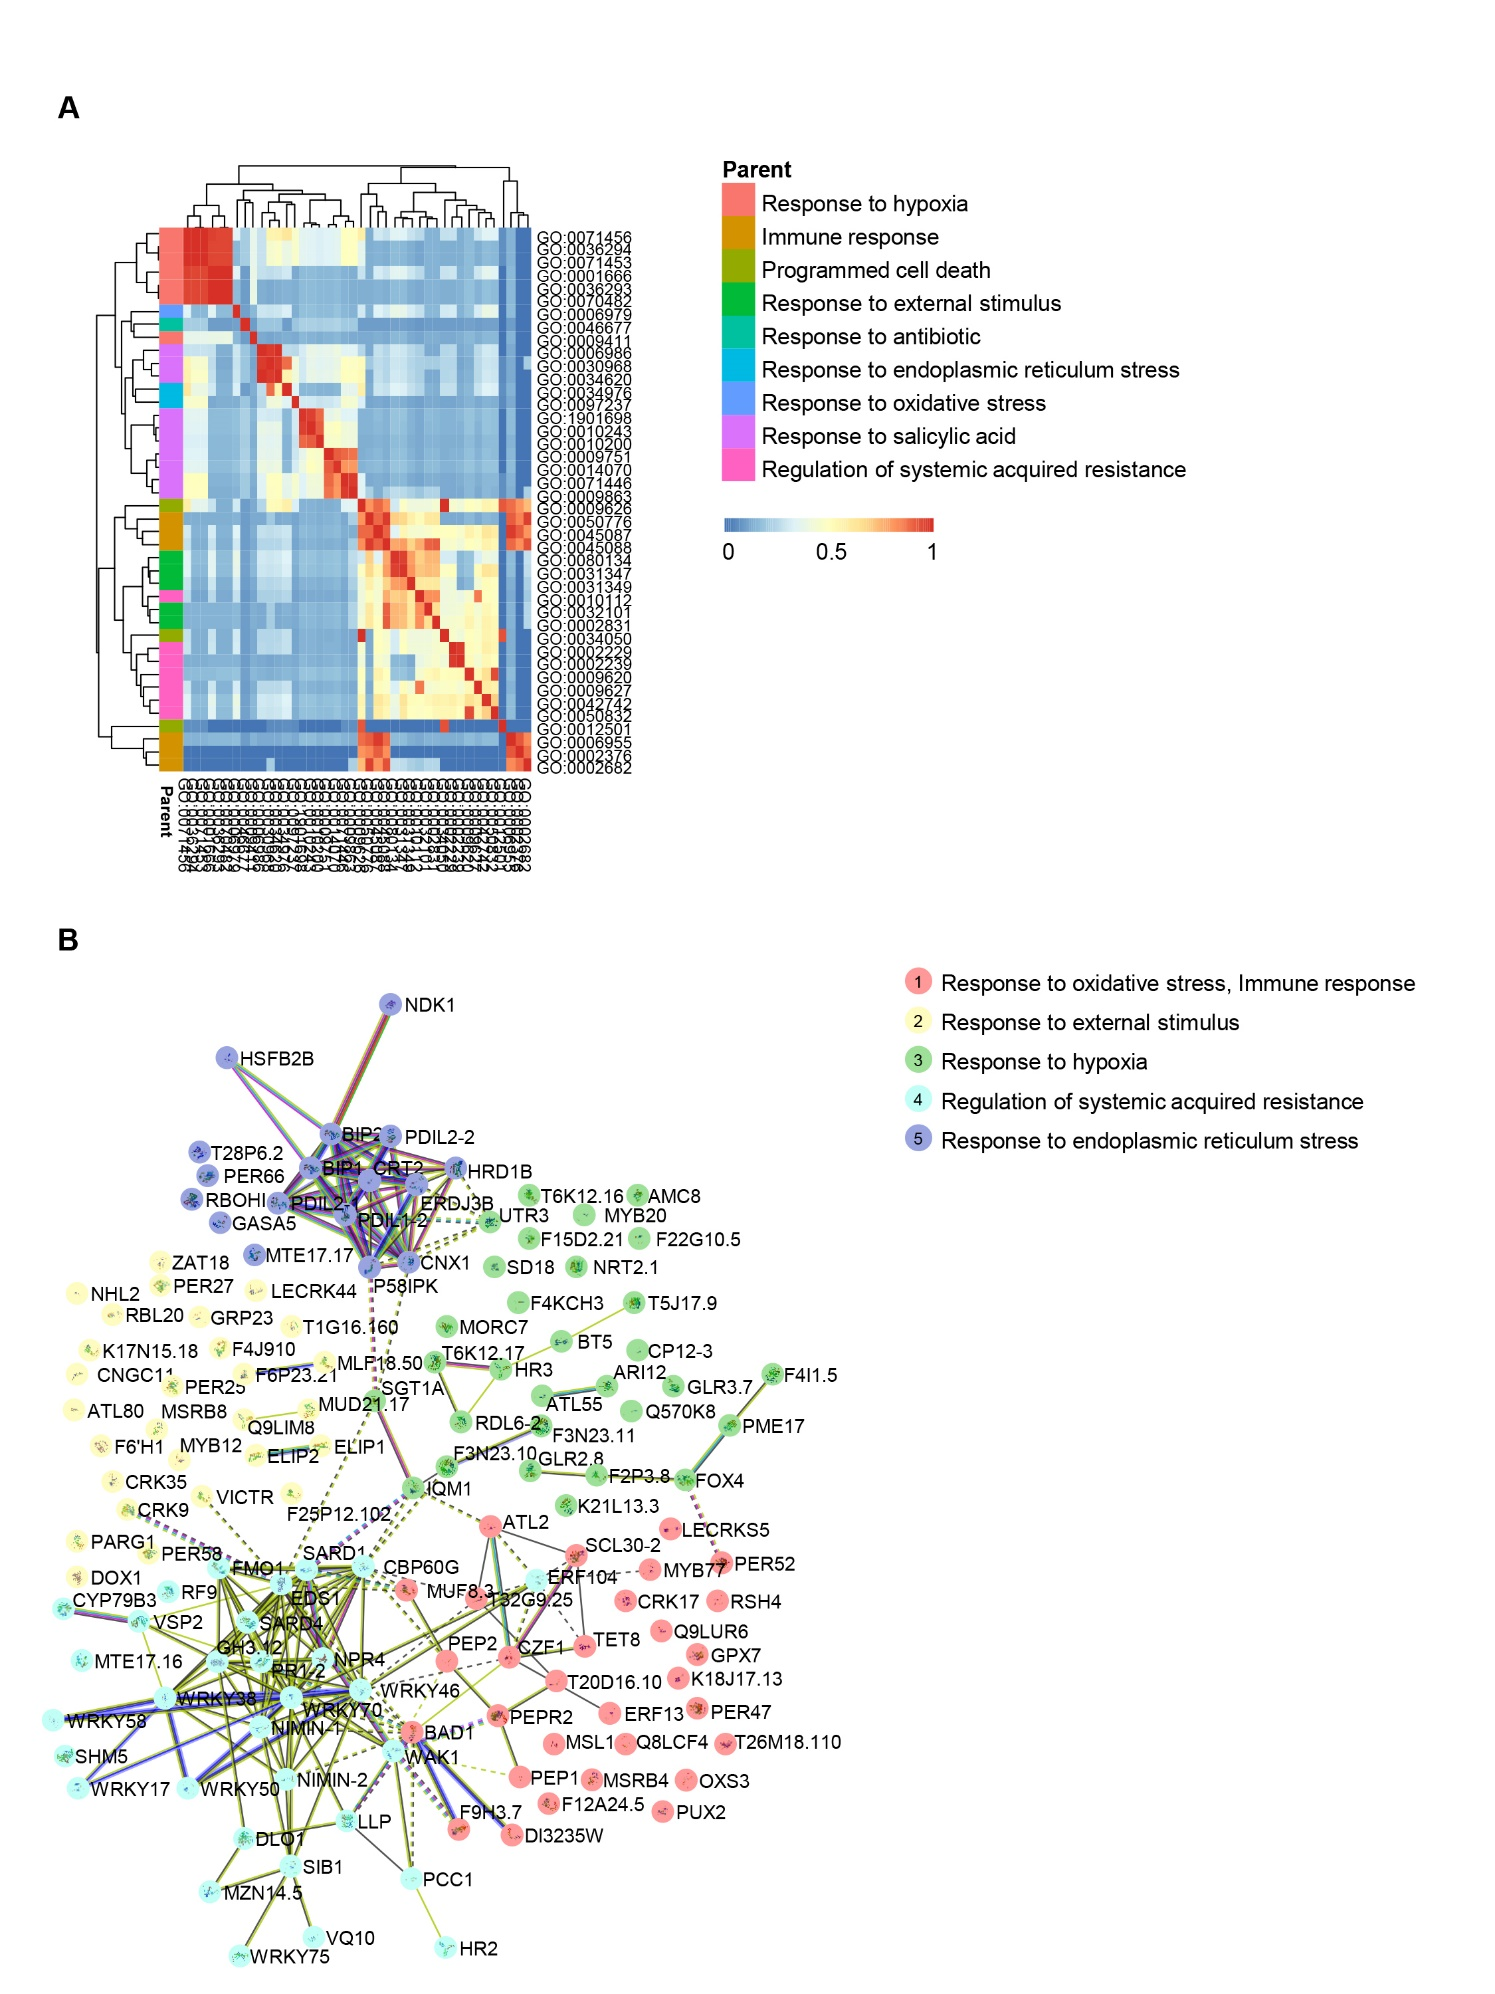 A
Parent
Response to hypoxia
Immune response
Programmed cell death
Response to external stimulus
Response to antibiotic
Response to endoplasmic reticulum stress
Response to oxidative stress
Response to salicylic acid
Regulation of systemic acquired resistance
0 0.5 1
GO:0071456
GO:0036294
GO:0071453
GO:0001666
GO:0036293
GO:0070482
GO:0006979
GO:0046677
GO:0009411
GO:0006986
GO:0030968
GO:0034620
GO:0034976
GO:0097237
GO:1901698
GO:0010243
GO:0010200
GO:0009751
GO:0014070
GO:0071446
GO:0009863
GO:0009626
GO:0050776
GO:0045087
GO:0045088
GO:0080134
GO:0031347
GO:0031349
GO:0010112
GO:0032101
GO:0002831
GO:0034050
GO:0002229
GO:0002239
GO:0009620
GO:0009627
GO:0042742
GO:0050832
GO:0012501
GO:0006955
GO:0002376
GO:0002682
Parent
GO:0071456
GO:0036294
GO:0002682
B
1 Response to oxidative stress, Immune response
2 Response to external stimulus
3 Response to hypoxia
4 Regulation of systemic acquired resistance
5 Response to endoplasmic reticulum stress
NDK1
HSFB2B
BIP2 PDIL2-2
T28P6.2
BIP1 CRT2 HRD1B
PER66
RBOHI PDIL2-1 ERDJ3B T6K12.16 AMC8
GASA5 PDIL1-2 UTR3 MYB20
F15D2.21 F22G10.5
MTE17.17 CNX1 SD18 NRT2.1
ZAT18
PER27 LECRK44 P58IPK
NHL2 F4KCH3 T5J17.9
RBL20 GRP23 T1G16.160 MORC7
K17N15.18 F4J910 T6K12.17 BT5 CP12-3
CNGC11 F6P23.21 MLF18.50 HR3 ARI12 F4I1.5
PER25 SGT1A GLR3.7
ATL80 MSRB8 MUD21.17 ATL55 Q570K8
Q9LIM8 RDL6-2 F3N23.11 PME17
F6'H1 MYB12 ELIP2 ELIP1 F3N23.10 GLR2.8
CRK35 F2P3.8 FOX4
VICTR IQM1
CRK9 F25P12.102 K21L13.3
PARG1 ATL2 LECRKS5
PER58 SARD1 SCL30-2
DOX1 FMO1 CBP60G MYB77 PER52
CYP79B3 RF9 EDS1 MUF8.3 ERF104
T32G9.25 CRK17 RSH4
VSP2 SARD4 Q9LUR6
MTE17.16 GH3.12 PR1-2 NPR4 PEP2 CZF1 TET8 GPX7
WRKY38 WRKY46 T20D16.10 K18J17.13
WRKY58 WRKY70 PEPR2 ERF13 PER47
NIMIN-1 BAD1 MSL1 Q8LCF4 T26M18.110
SHM5 WAK1
WRKY17 WRKY50 NIMIN-2 PEP1 MSRB4 OXS3
LLP F9H3.7 F12A24.5 PUX2
DLO1 DI3235W
SIB1 PCC1
MZN14.5
VQ10
WRKY75 HR2